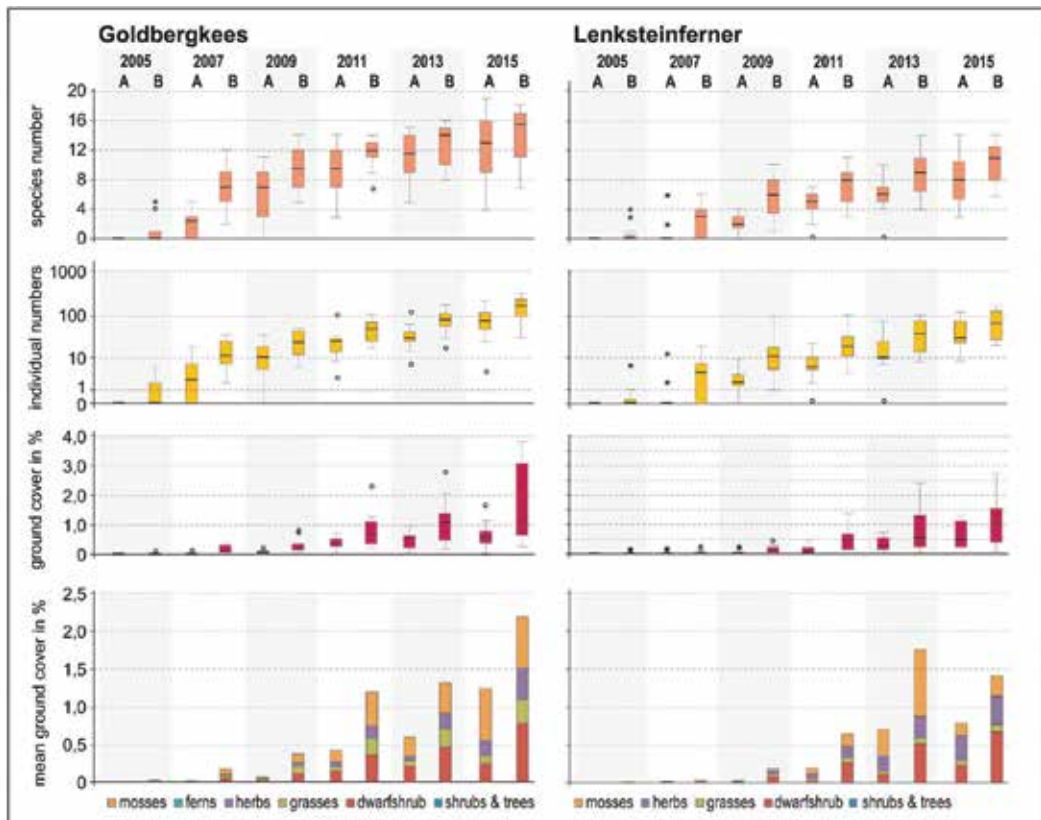 Goldbergkees
Lenksteinferner
2005 2007 2009 2011 2013 2015
A B A B A B A B A B A B
2005 2007 2009 2011 2013 2015
A B A B A B A B A B A B
species number
20
16
12
8
4
0
individual numbers
1000
100
10
1
0
ground cover in %
4,0
3,0
2,0
1,0
0
mean ground cover in %
2.5
2,0
1,5
1,0
0,5
0
mosses ferns herbs grasses dwarfshrub shrubs & trees
mosses herbs grasses dwarfshrub shrubs & trees